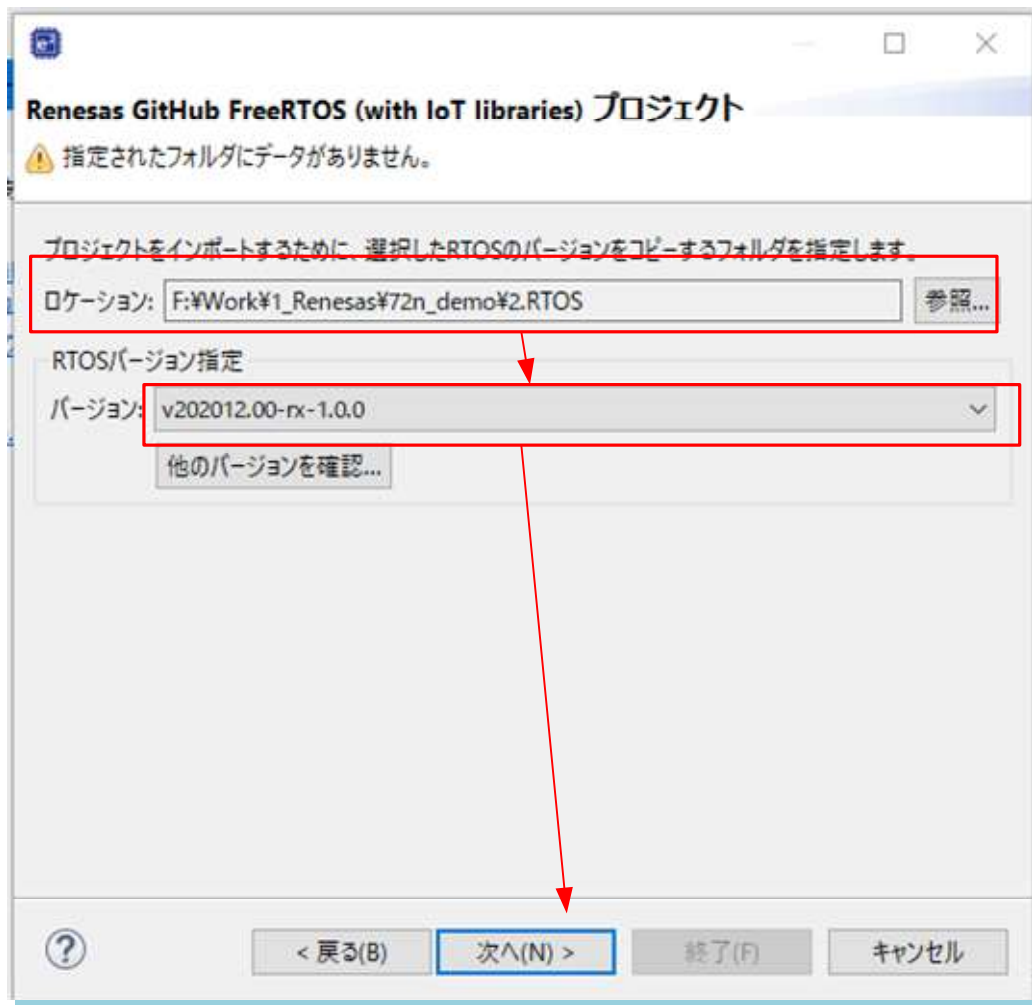 Renesas GitHub FreeRTOS (with IoT libraries) プロジェクト
指定されたフォルダにデータがありません。
プロジェクトをインポートするために、選択したRTOSのバージョンをコピーするフォルダを指定します。
ロケーション: F:¥Work¥1_Renesas¥72n_demo¥2.RTOS 参照...
RTOSバージョン指定
バージョン: v202012.00-rx-1.0.0
他のバージョンを確認...
< 戻る(B) 次へ(N) > 終了(F) キャンセル